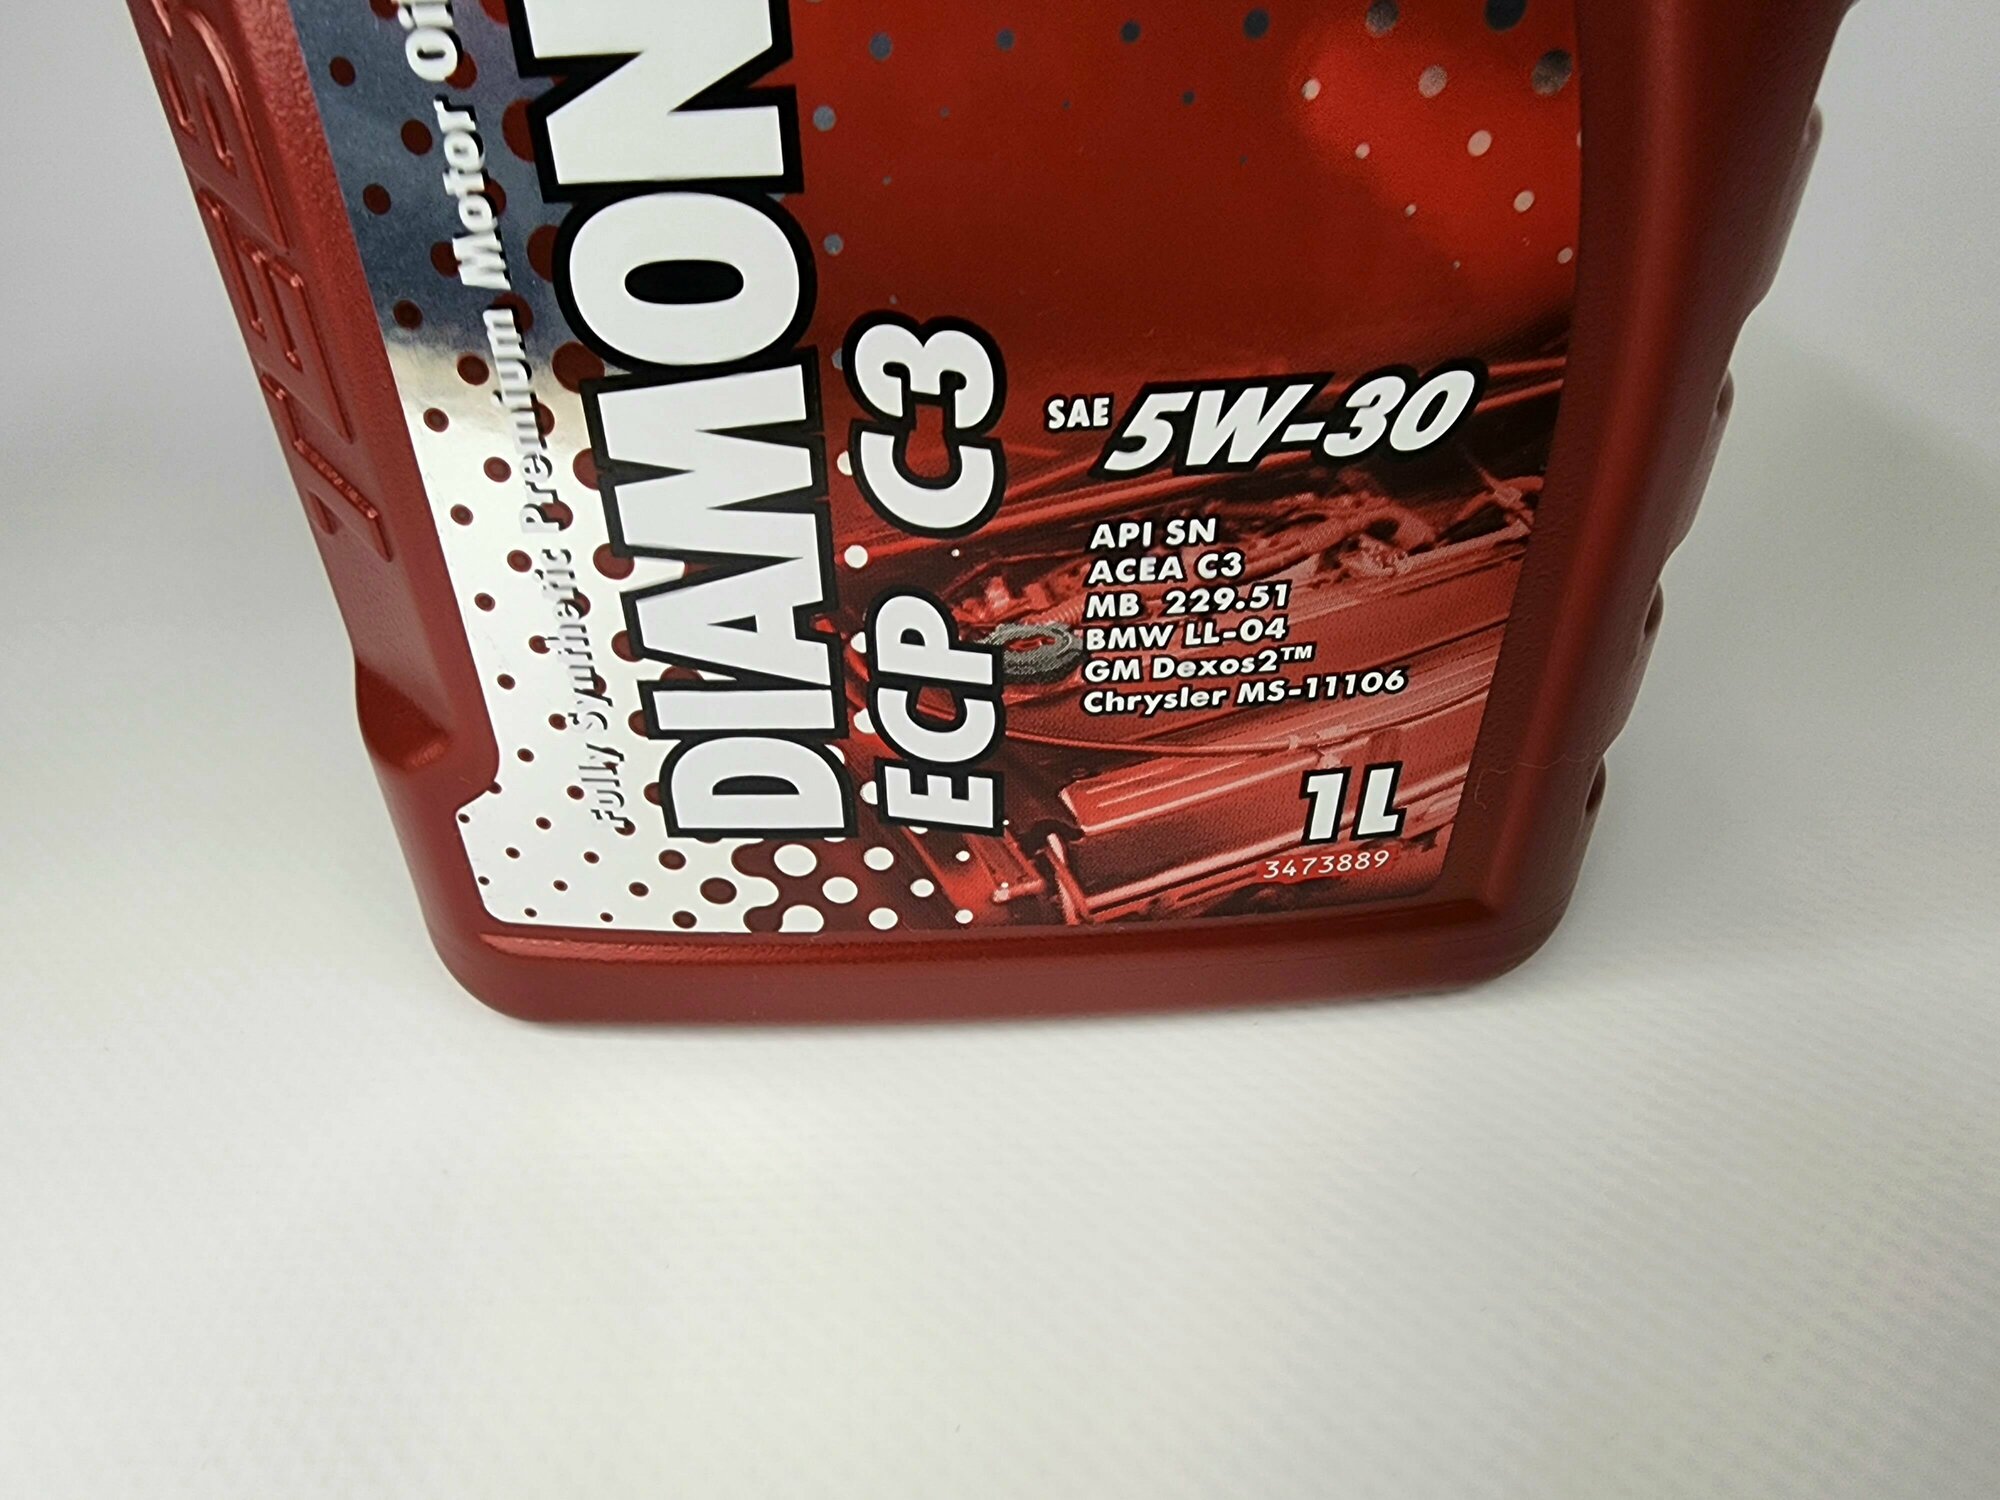 Fully Synthetic Premium Motor Oil
DIAMON
ECP C3
SAE 5W-30
API SN
ACEA C3
MB 229.51
BMW LL-04
GM Dexos2™
Chrysler MS-11106
1L
3473889